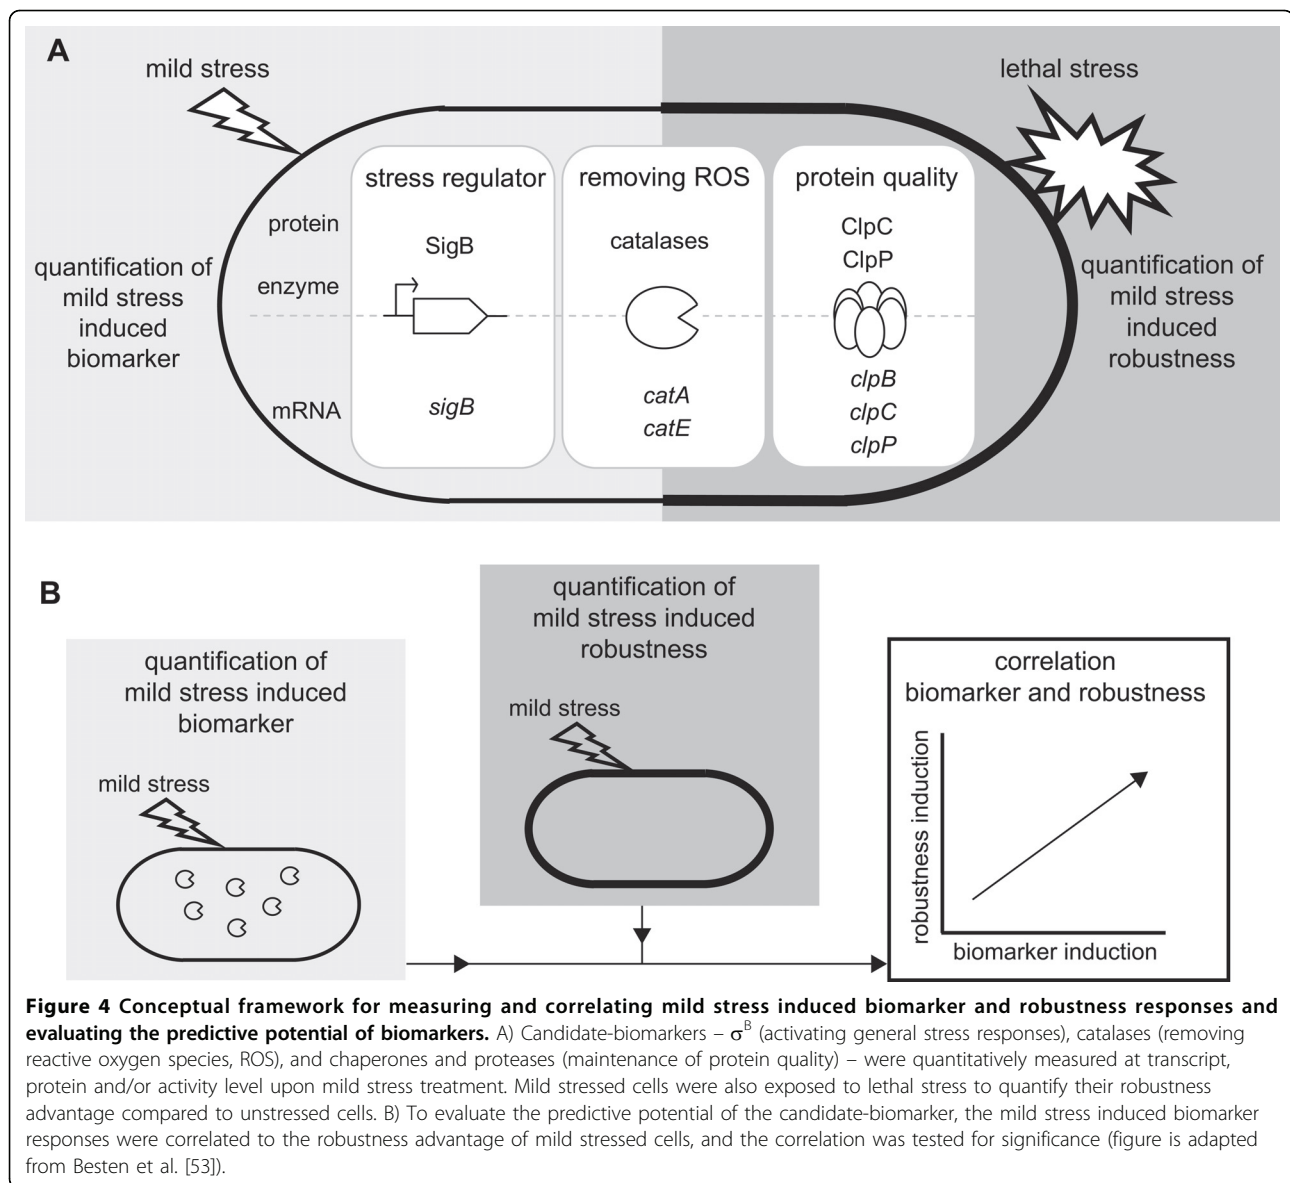 A
mild stress
lethal stress
stress regulator
removing ROS
protein quality
protein
enzyme
mRNA
quantification of
mild stress
induced
biomarker
SigB
sigB
catalases
catA
catE
ClpC
ClpP
clpB
clpC
clpP
quantification of
mild stress
induced
robustness
B
quantification of
mild stress induced
biomarker
mild stress
quantification of
mild stress induced
robustness
mild stress
correlation
biomarker and robustness
robustness induction
biomarker induction
Figure 4 Conceptual framework for measuring and correlating mild stress induced biomarker and robustness responses and
evaluating the predictive potential of biomarkers. A) Candidate-biomarkers – σᴮ (activating general stress responses), catalases (removing
reactive oxygen species, ROS), and chaperones and proteases (maintenance of protein quality) – were quantitatively measured at transcript,
protein and/or activity level upon mild stress treatment. Mild stressed cells were also exposed to lethal stress to quantify their robustness
advantage compared to unstressed cells. B) To evaluate the predictive potential of the candidate-biomarker, the mild stress induced biomarker
responses were correlated to the robustness advantage of mild stressed cells, and the correlation was tested for significance (figure is adapted
from Besten et al. [53]).